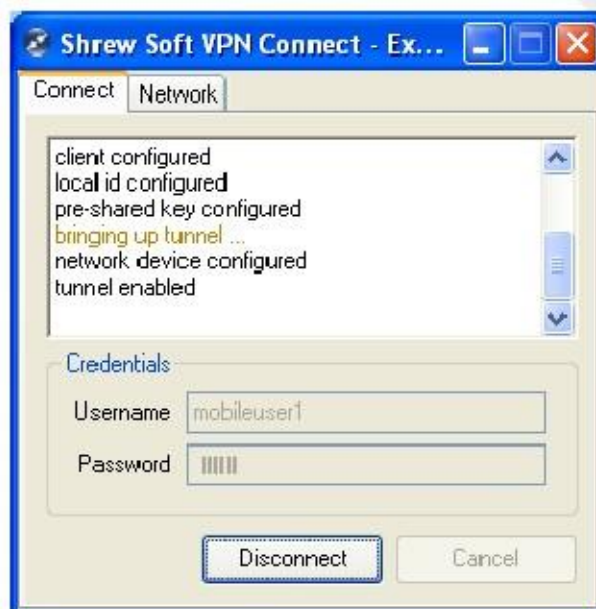 Shrew Soft VPN Connect - Ex...
Connect Network
client configured
local id configured
pre-shared key configured
bringing up tunnel ...
network device configured
tunnel enabled
Credentials
Username mobileuser1
Password
Disconnect Cancel